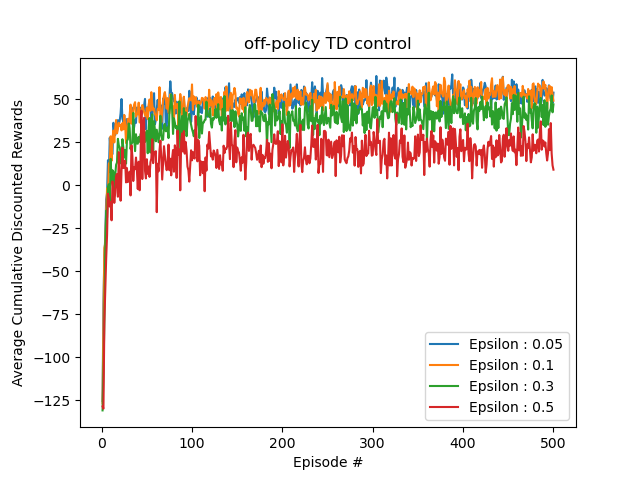 off-policy TD control
Average Cumulative Discounted Rewards
50
25
0
−25
−50
−75
−100
−125
0 100 200 300 400 500
Episode #
Epsilon : 0.05
Epsilon : 0.1
Epsilon : 0.3
Epsilon : 0.5